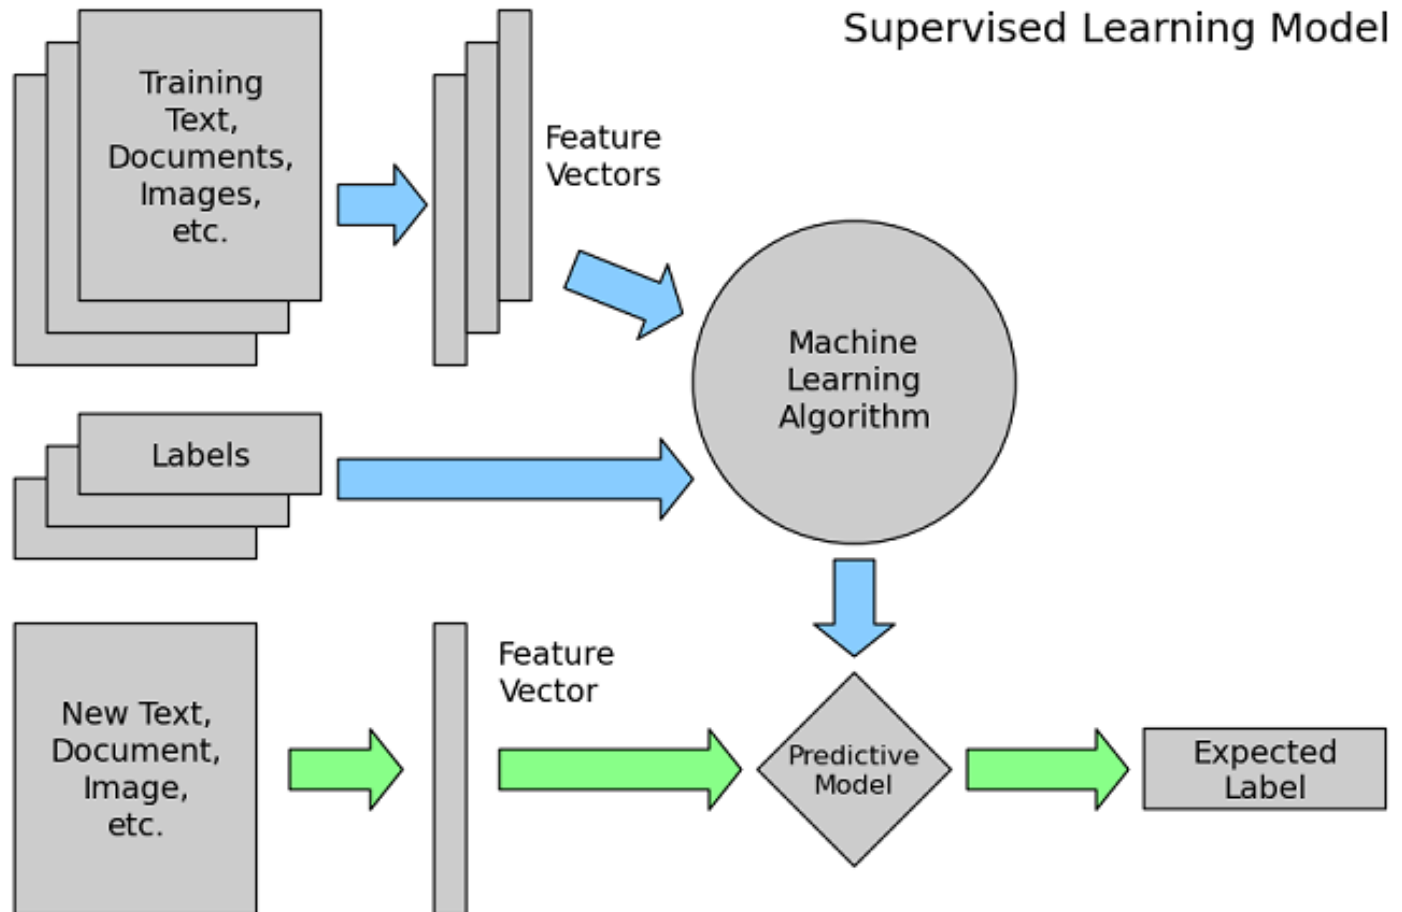 Supervised Learning Model
Training
Text,
Documents,
Images,
etc.
Feature
Vectors
Machine
Learning
Algorithm
Labels
New Text,
Document,
Image,
etc.
Feature
Vector
Predictive
Model
Expected
Label